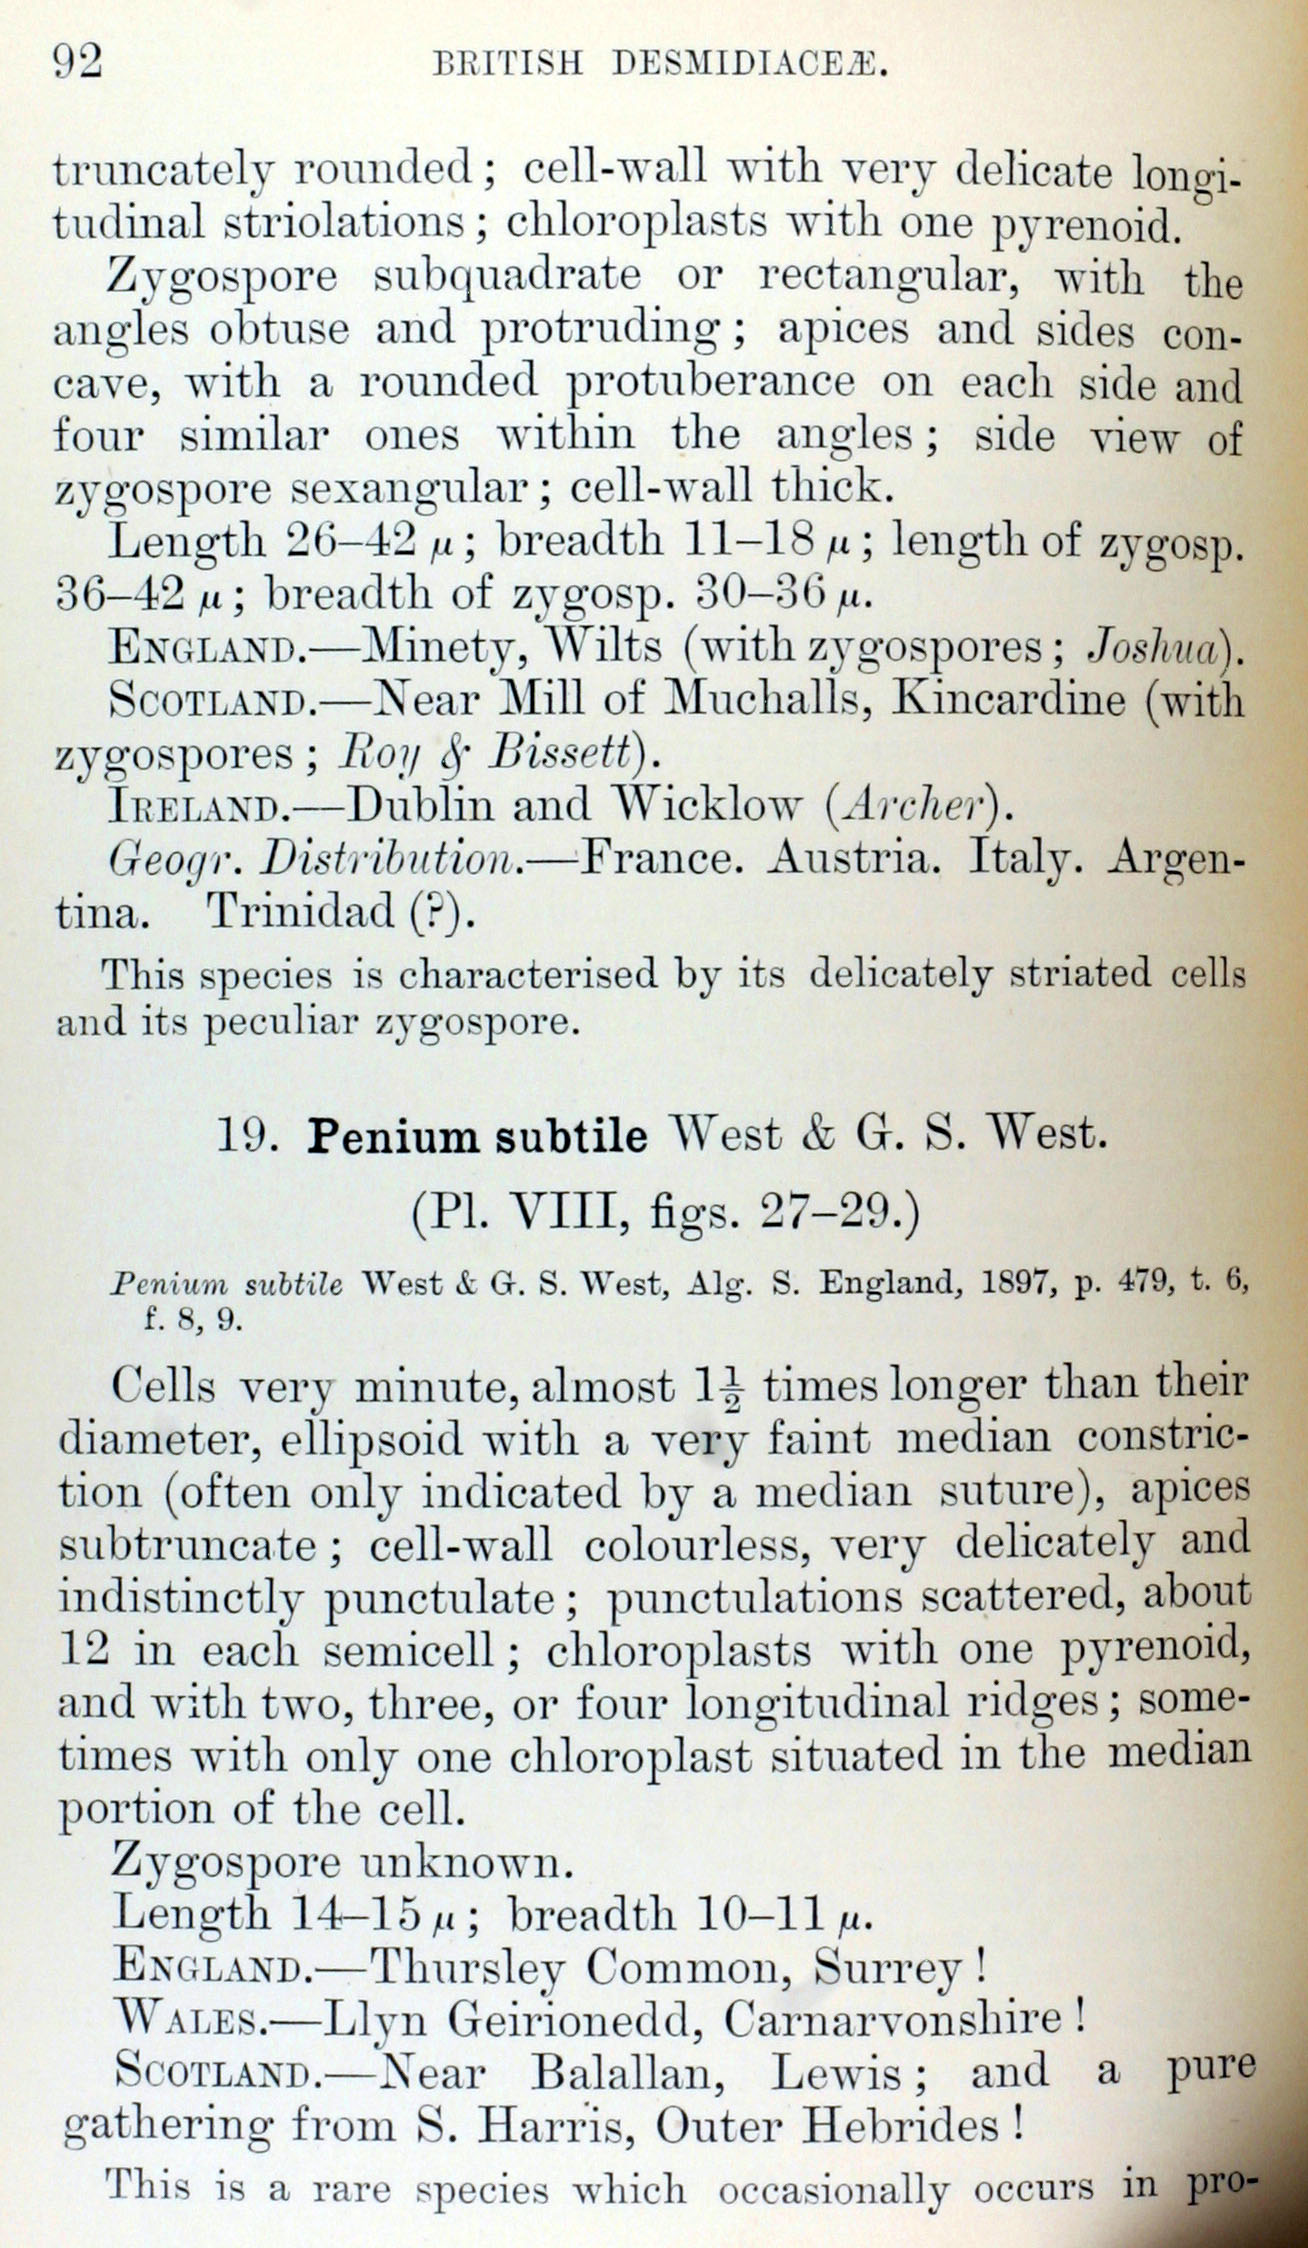 92 BRITISH DESMIDIACEÆ.
truncately rounded; cell-wall with very delicate longi-
tudinal striolations; chloroplasts with one pyrenoid.
Zygospore subquadrate or rectangular, with the
angles obtuse and protruding; apices and sides con-
cave, with a rounded protuberance on each side and
four similar ones within the angles; side view of
zygospore sexangular; cell-wall thick.
Length 26–42 μ; breadth 11–18 μ; length of zygosp.
36–42 μ; breadth of zygosp. 30–36 μ.
ENGLAND.—Minety, Wilts (with zygospores; Joshua).
SCOTLAND.—Near Mill of Muchalls, Kincardine (with
zygospores; Roy & Bissett).
IRELAND.—Dublin and Wicklow (Archer).
Geogr. Distribution.—France. Austria. Italy. Argen-
tina. Trinidad (?).
This species is characterised by its delicately striated cells
and its peculiar zygospore.
19. Penium subtile West & G. S. West.
(Pl. VIII, figs. 27–29.)
Penium subtile West & G. S. West, Alg. S. England, 1897, p. 479, t. 6,
f. 8, 9.
Cells very minute, almost 1½ times longer than their
diameter, ellipsoid with a very faint median constric-
tion (often only indicated by a median suture), apices
subtruncate; cell-wall colourless, very delicately and
indistinctly punctulate; punctulations scattered, about
12 in each semicell; chloroplasts with one pyrenoid,
and with two, three, or four longitudinal ridges; some-
times with only one chloroplast situated in the median
portion of the cell.
Zygospore unknown.
Length 14–15 μ; breadth 10–11 μ.
ENGLAND.—Thursley Common, Surrey!
WALES.—Llyn Geirionedd, Carnarvonshire!
SCOTLAND.—Near Balallan, Lewis; and a pure
gathering from S. Harris, Outer Hebrides!
This is a rare species which occasionally occurs in pro-